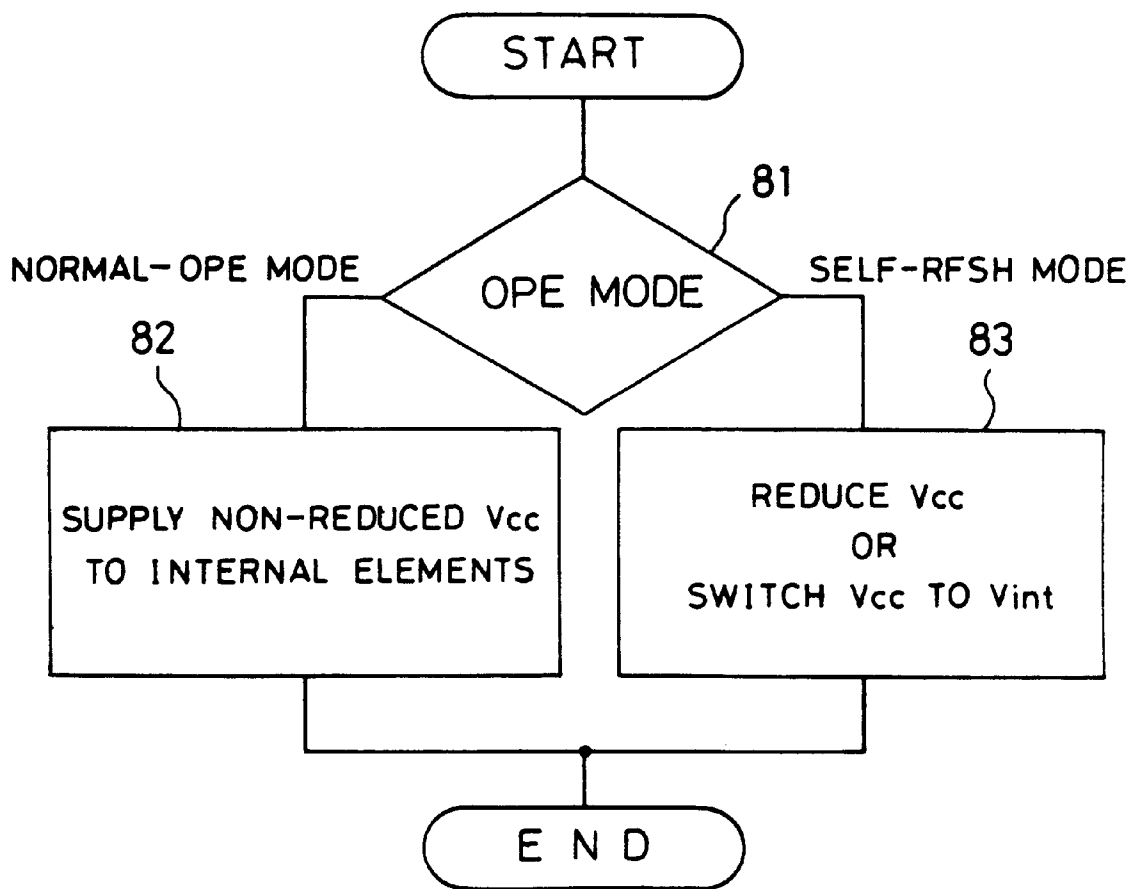 START
81
NORMAL-OPE MODE
OPE MODE
SELF-RFSH MODE
82
83
SUPPLY NON-REDUCED Vcc
TO INTERNAL ELEMENTS
REDUCE Vcc
OR
SWITCH Vcc TO Vint
END